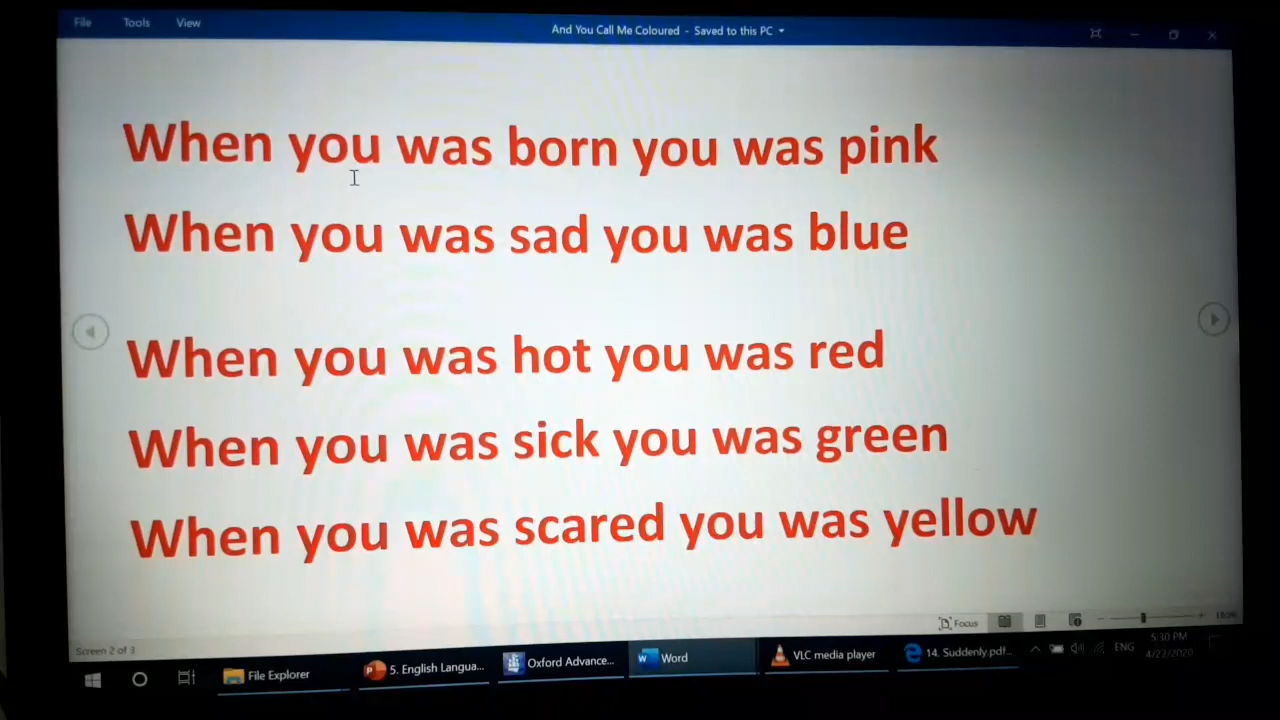 File Tools View And You Call Me Coloured - Saved to this PC
When you was born you was pink
When you was sad you was blue
When you was hot you was red
When you was sick you was green
When you was scared you was yellow
Focus
Screen 2 of 3
File Explorer 5. English Langua... Oxford Advance... Word VLC media player 14. Suddenly.pdf... ENG 5:30 PM
4/23/2020